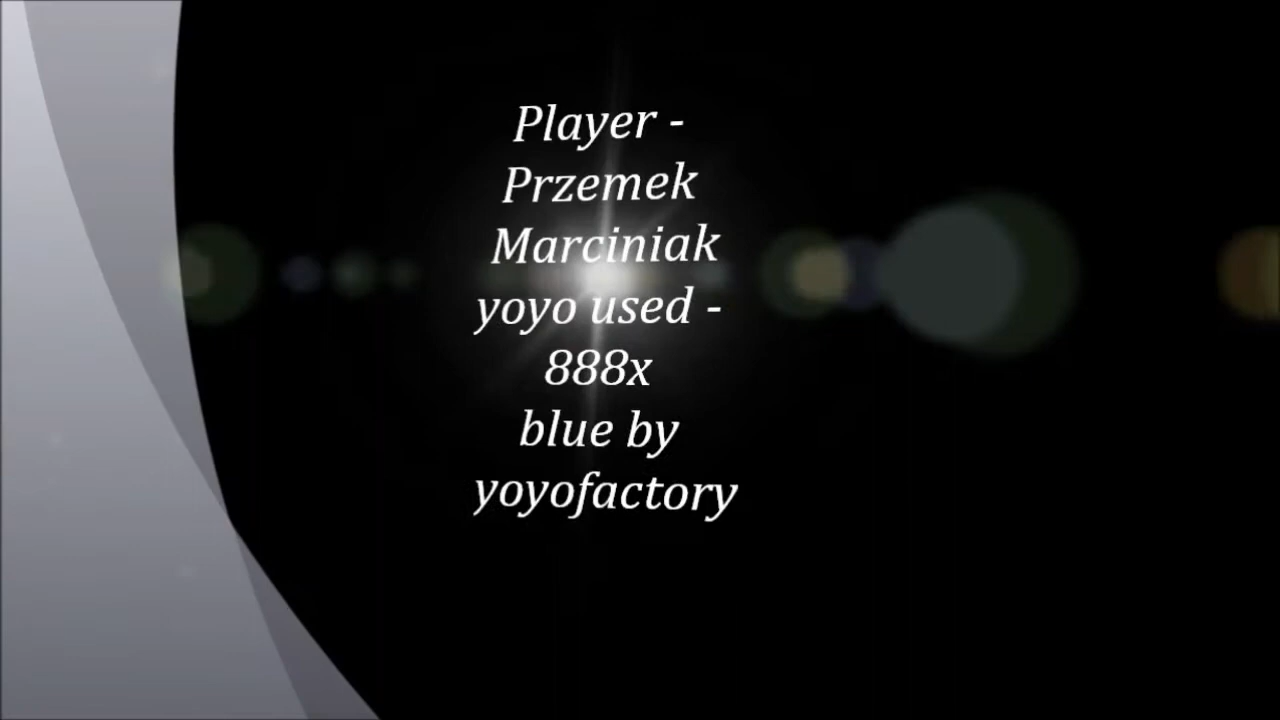 Player -
Przemek
Marciniak
yoyo used -
888x
blue by
yoyofactory